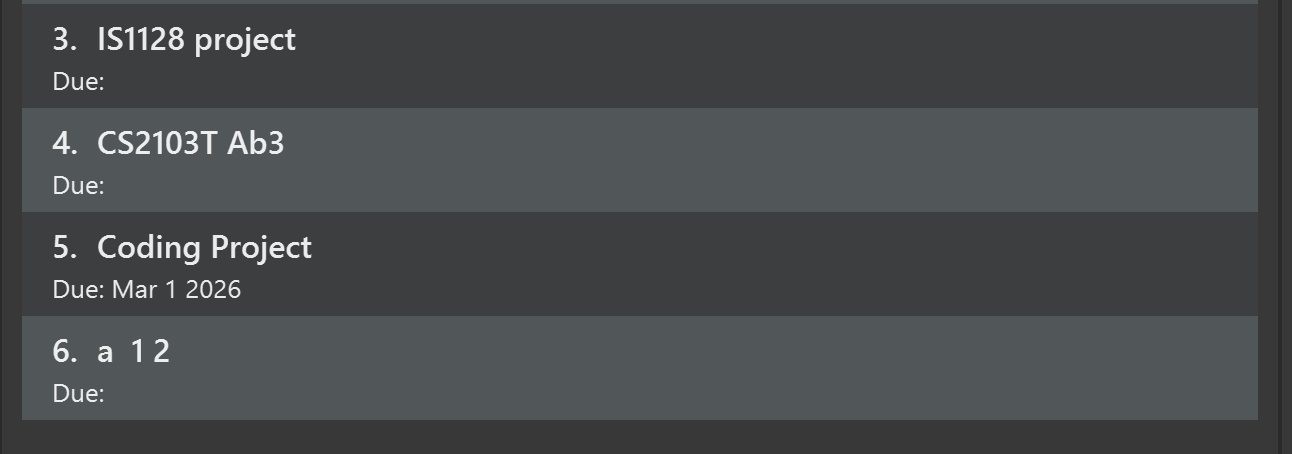 3. IS1128 project
Due:
4. CS2103T Ab3
Due:
5. Coding Project
Due: Mar 1 2026
6. a  1 2
Due: